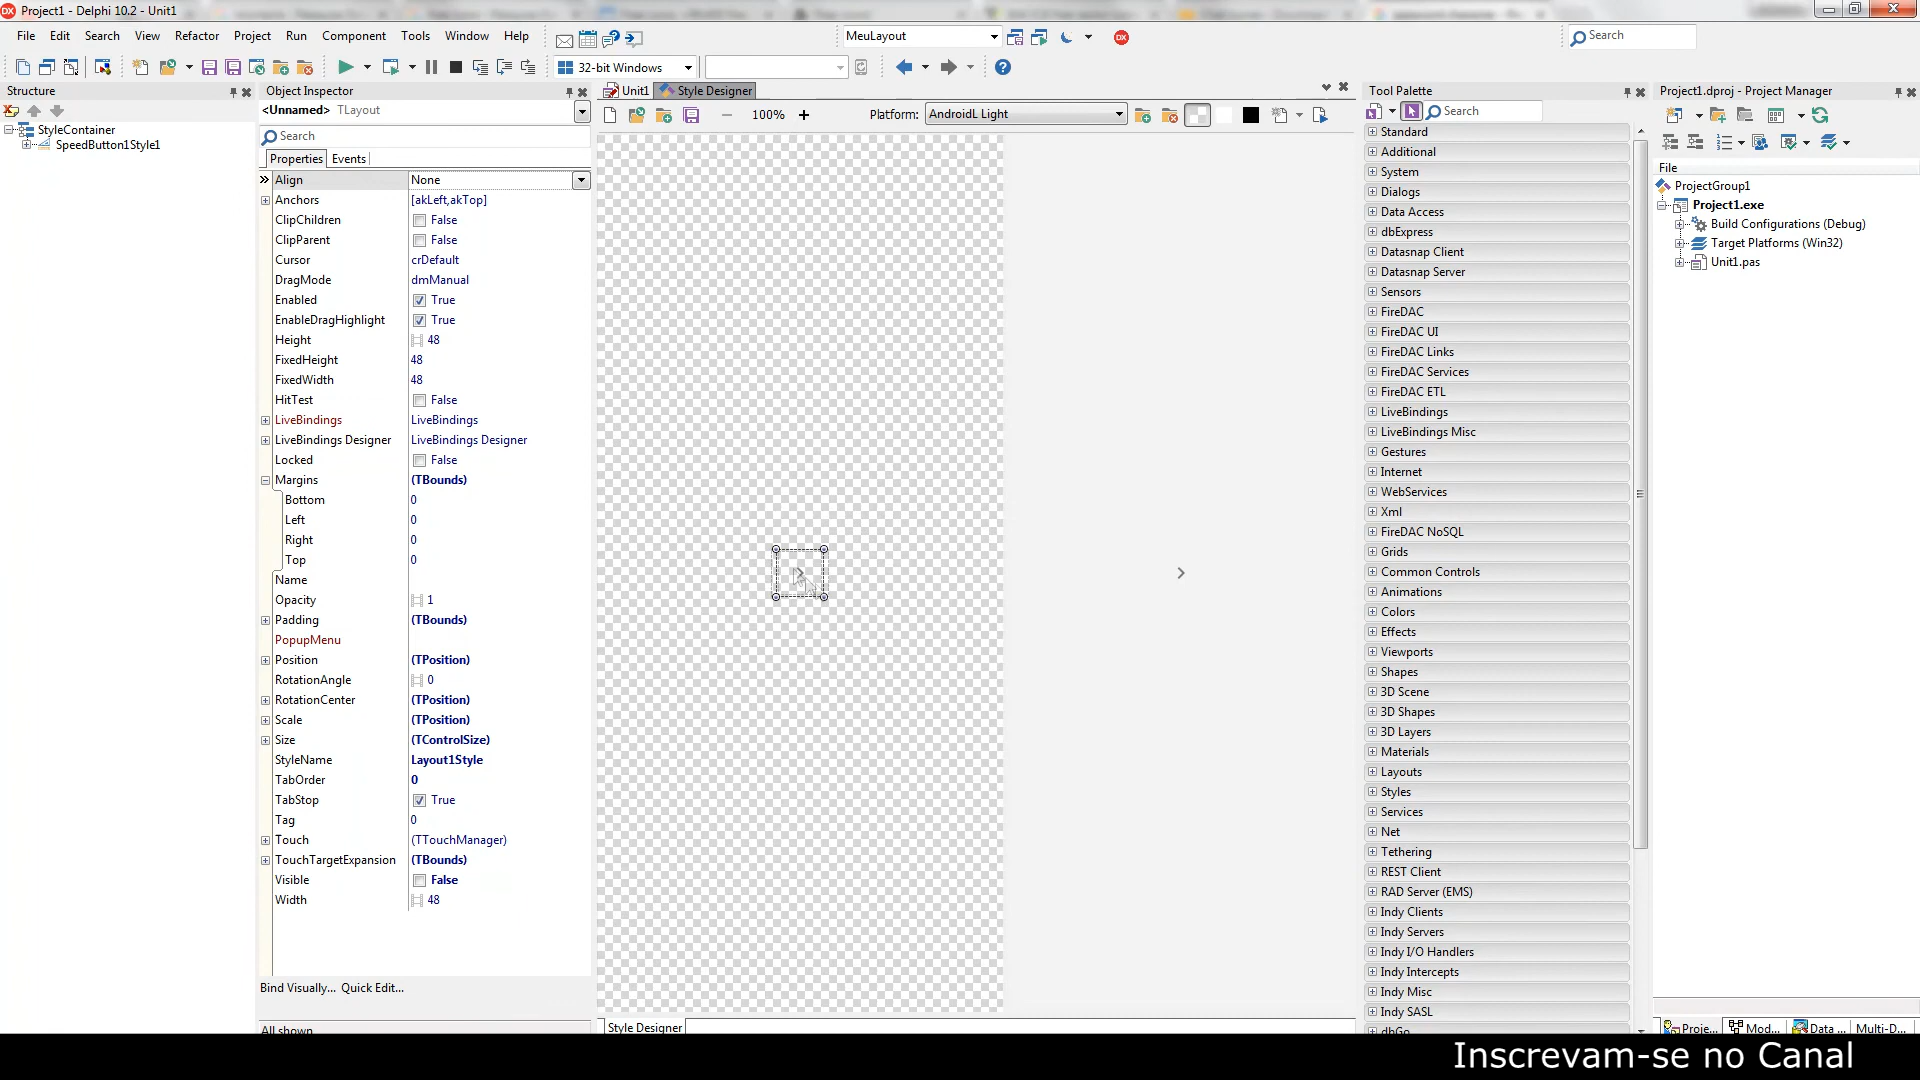 Project1 - Delphi 10.2 - Unit1
File Edit Search View Refactor Project Run Component Tools Window Help
MeuLayout
Search
32-bit Windows
Structure
StyleContainer
SpeedButton1Style1
Object Inspector
<Unnamed> TLayout
Search
Properties Events
Align None
Anchors [akLeft,akTop]
ClipChildren False
ClipParent False
Cursor crDefault
DragMode dmManual
Enabled True
EnableDragHighlight True
Height 48
FixedHeight 48
FixedWidth 48
HitTest False
LiveBindings LiveBindings
LiveBindings Designer LiveBindings Designer
Locked False
Margins (TBounds)
Bottom 0
Left 0
Right 0
Top 0
Name
Opacity 1
Padding (TBounds)
PopupMenu
Position (TPosition)
RotationAngle 0
RotationCenter (TPosition)
Scale (TPosition)
Size (TControlSize)
StyleName Layout1Style
TabOrder 0
TabStop True
Tag 0
Touch (TTouchManager)
TouchTargetExpansion (TBounds)
Visible False
Width 48
Bind Visually... Quick Edit...
All shown
Unit1 Style Designer
100% Platform: AndroidL Light
Style Designer
Tool Palette
Search
Standard
Additional
System
Dialogs
Data Access
dbExpress
Datasnap Client
Datasnap Server
Sensors
FireDAC
FireDAC UI
FireDAC Links
FireDAC Services
FireDAC ETL
LiveBindings
LiveBindings Misc
Gestures
Internet
WebServices
Xml
FireDAC NoSQL
Grids
Common Controls
Animations
Colors
Effects
Viewports
Shapes
3D Scene
3D Shapes
3D Layers
Materials
Layouts
Styles
Services
Net
Tethering
REST Client
RAD Server (EMS)
Indy Clients
Indy Servers
Indy I/O Handlers
Indy Intercepts
Indy Misc
Indy SASL
dbGo
Project1.dproj - Project Manager
File
ProjectGroup1
Project1.exe
Build Configurations (Debug)
Target Platforms (Win32)
Unit1.pas
Proje... Mod... Data ... Multi-D...
Inscrevam-se no Canal